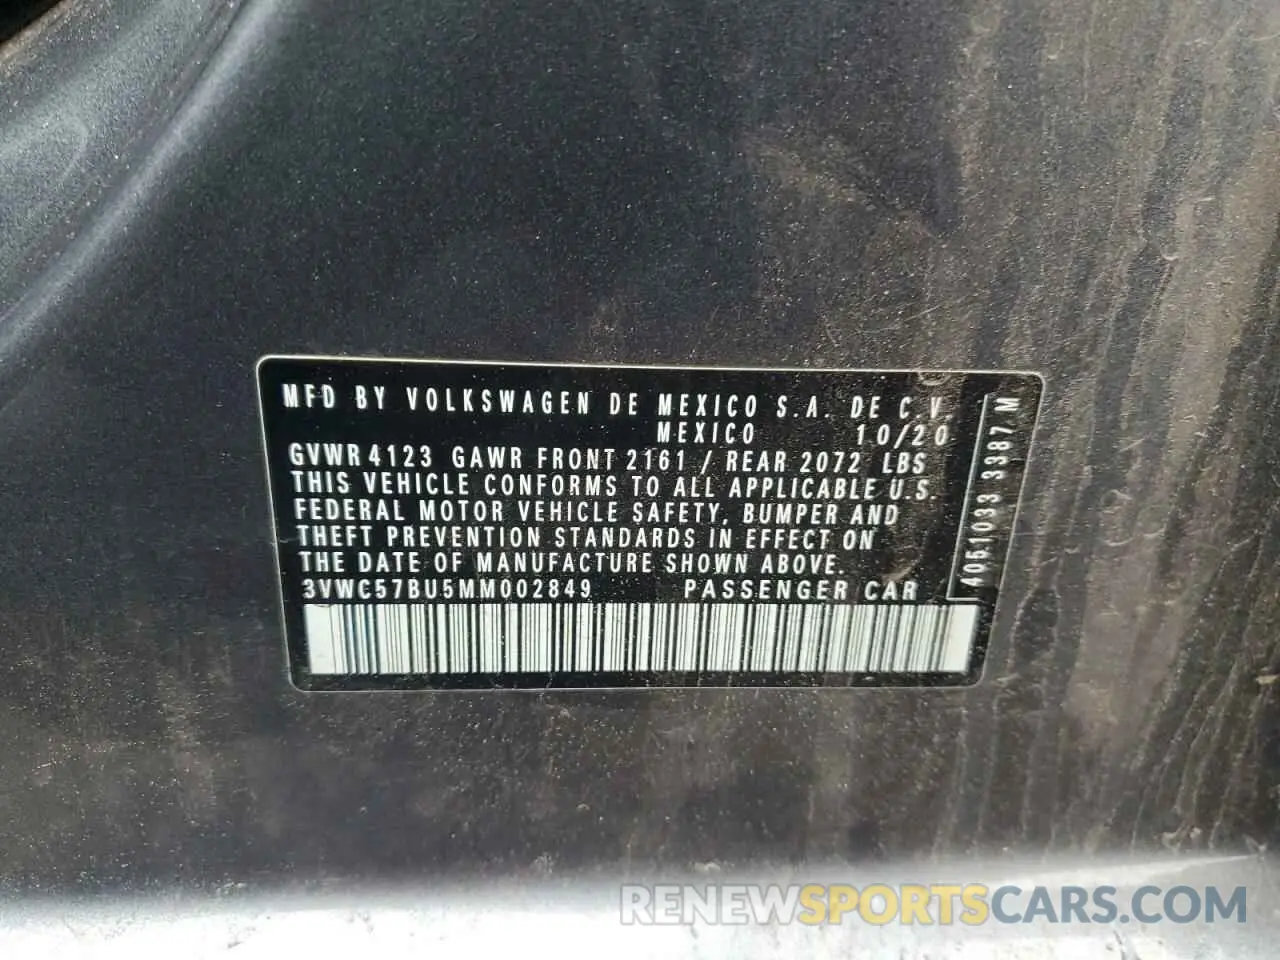 MFD BY VOLKSWAGEN DE MEXICO S.A. DE C.V.
MEXICO 10/20
GVWR 4123 GAWR FRONT 2161 / REAR 2072 LBS
THIS VEHICLE CONFORMS TO ALL APPLICABLE U.S.
FEDERAL MOTOR VEHICLE SAFETY, BUMPER AND
THEFT PREVENTION STANDARDS IN EFFECT ON
THE DATE OF MANUFACTURE SHOWN ABOVE.
3VWC57BU5MM002849 PASSENGER CAR
4051033 3387 M
RENEWSPORTSCARS.COM